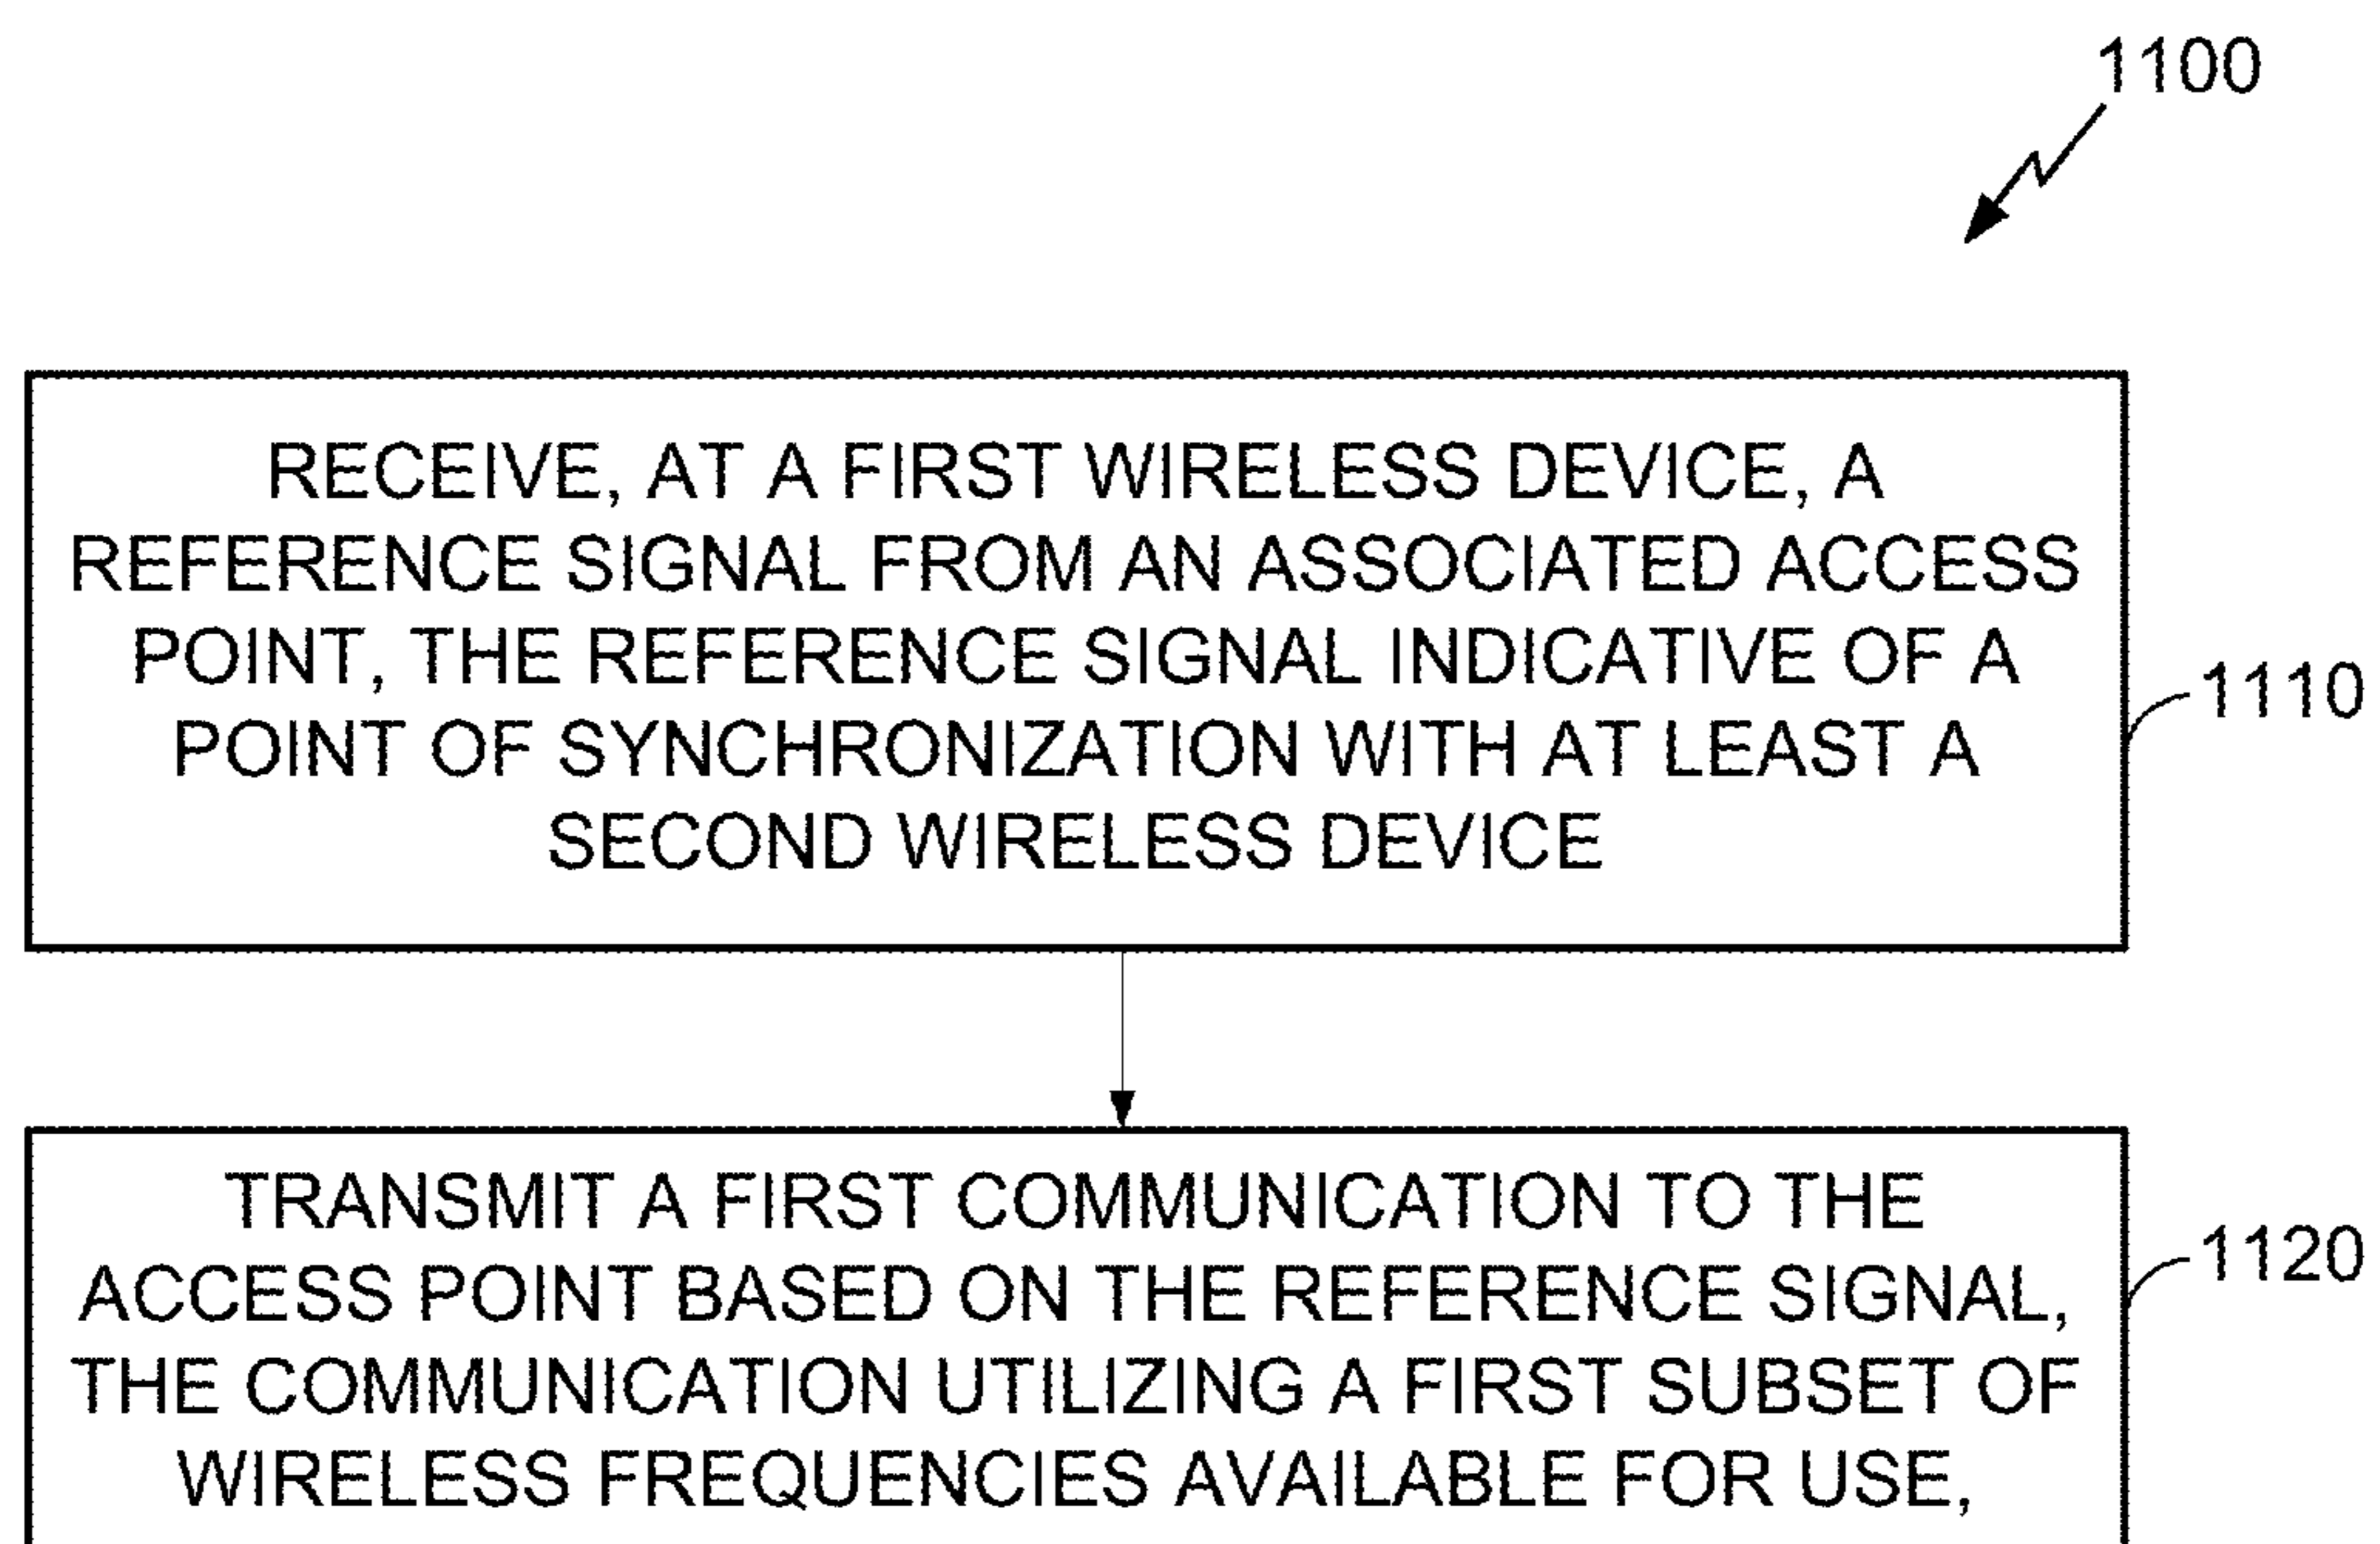 1100
RECEIVE, AT A FIRST WIRELESS DEVICE, A
REFERENCE SIGNAL FROM AN ASSOCIATED ACCESS
POINT, THE REFERENCE SIGNAL INDICATIVE OF A
POINT OF SYNCHRONIZATION WITH AT LEAST A
SECOND WIRELESS DEVICE
1110
TRANSMIT A FIRST COMMUNICATION TO THE
ACCESS POINT BASED ON THE REFERENCE SIGNAL,
THE COMMUNICATION UTILIZING A FIRST SUBSET OF
WIRELESS FREQUENCIES AVAILABLE FOR USE,
1120